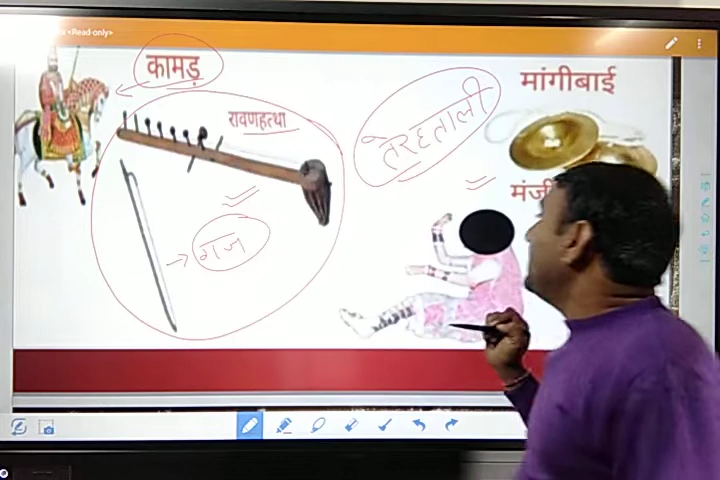 <Read-only>
कामड़
रावणहत्था
तेरहताली
मांगीबाई
गज